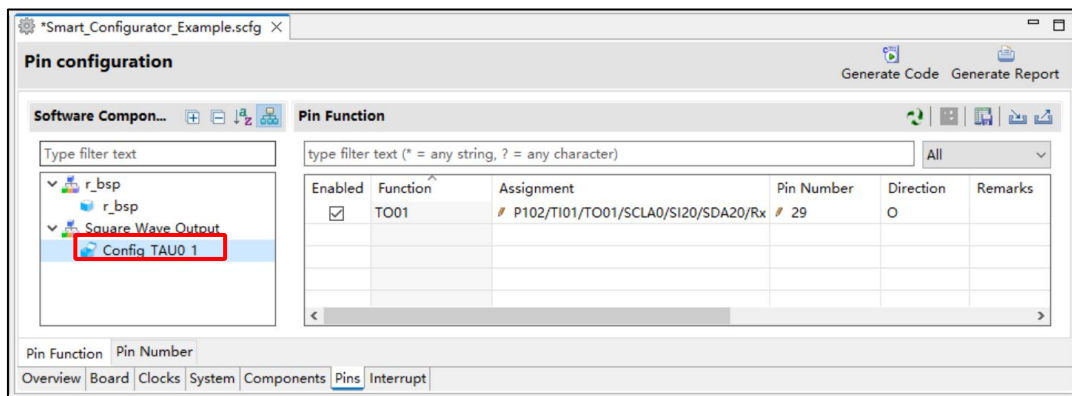 *Smart_Configurator_Example.scfg
Pin configuration
Generate Code Generate Report
Software Compon...
Pin Function
Type filter text
type filter text (* = any string, ? = any character)
All
r_bsp
r_bsp
Square Wave Output
Config_TAU0_1
Enabled Function Assignment Pin Number Direction Remarks
TO01 P102/TI01/TO01/SCLA0/SI20/SDA20/Rx 29 O
Pin Function Pin Number
Overview Board Clocks System Components Pins Interrupt